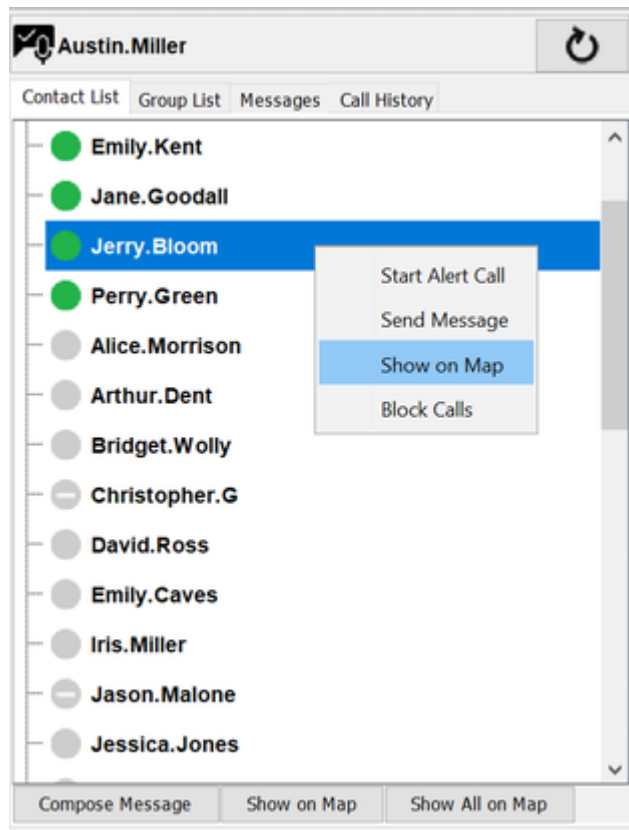 Austin.Miller
Contact List Group List Messages Call History
Emily.Kent
Jane.Goodall
Jerry.Bloom
Start Alert Call
Perry.Green
Send Message
Alice.Morrison
Show on Map
Arthur.Dent
Block Calls
Bridget.Wolly
Christopher.G
David.Ross
Emily.Caves
Iris.Miller
Jason.Malone
Jessica.Jones
Compose Message Show on Map Show All on Map